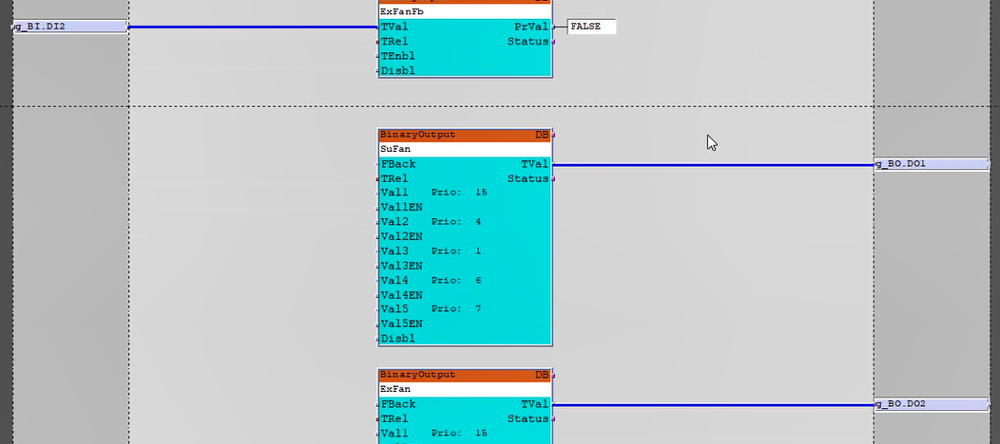 ExFanFb
g_BI.DI2
TVal PrVal FALSE
TRel Status
TEnbl
Disbl
BinaryOutput DB
SuFan
FBack TVal g_BO.DO1
TRel Status
Val1 Prio: 15
Val1EN
Val2 Prio: 4
Val2EN
Val3 Prio: 1
Val3EN
Val4 Prio: 6
Val4EN
Val5 Prio: 7
Val5EN
Disbl
BinaryOutput DB
ExFan
FBack TVal g_BO.DO2
TRel Status
Val1 Prio: 15